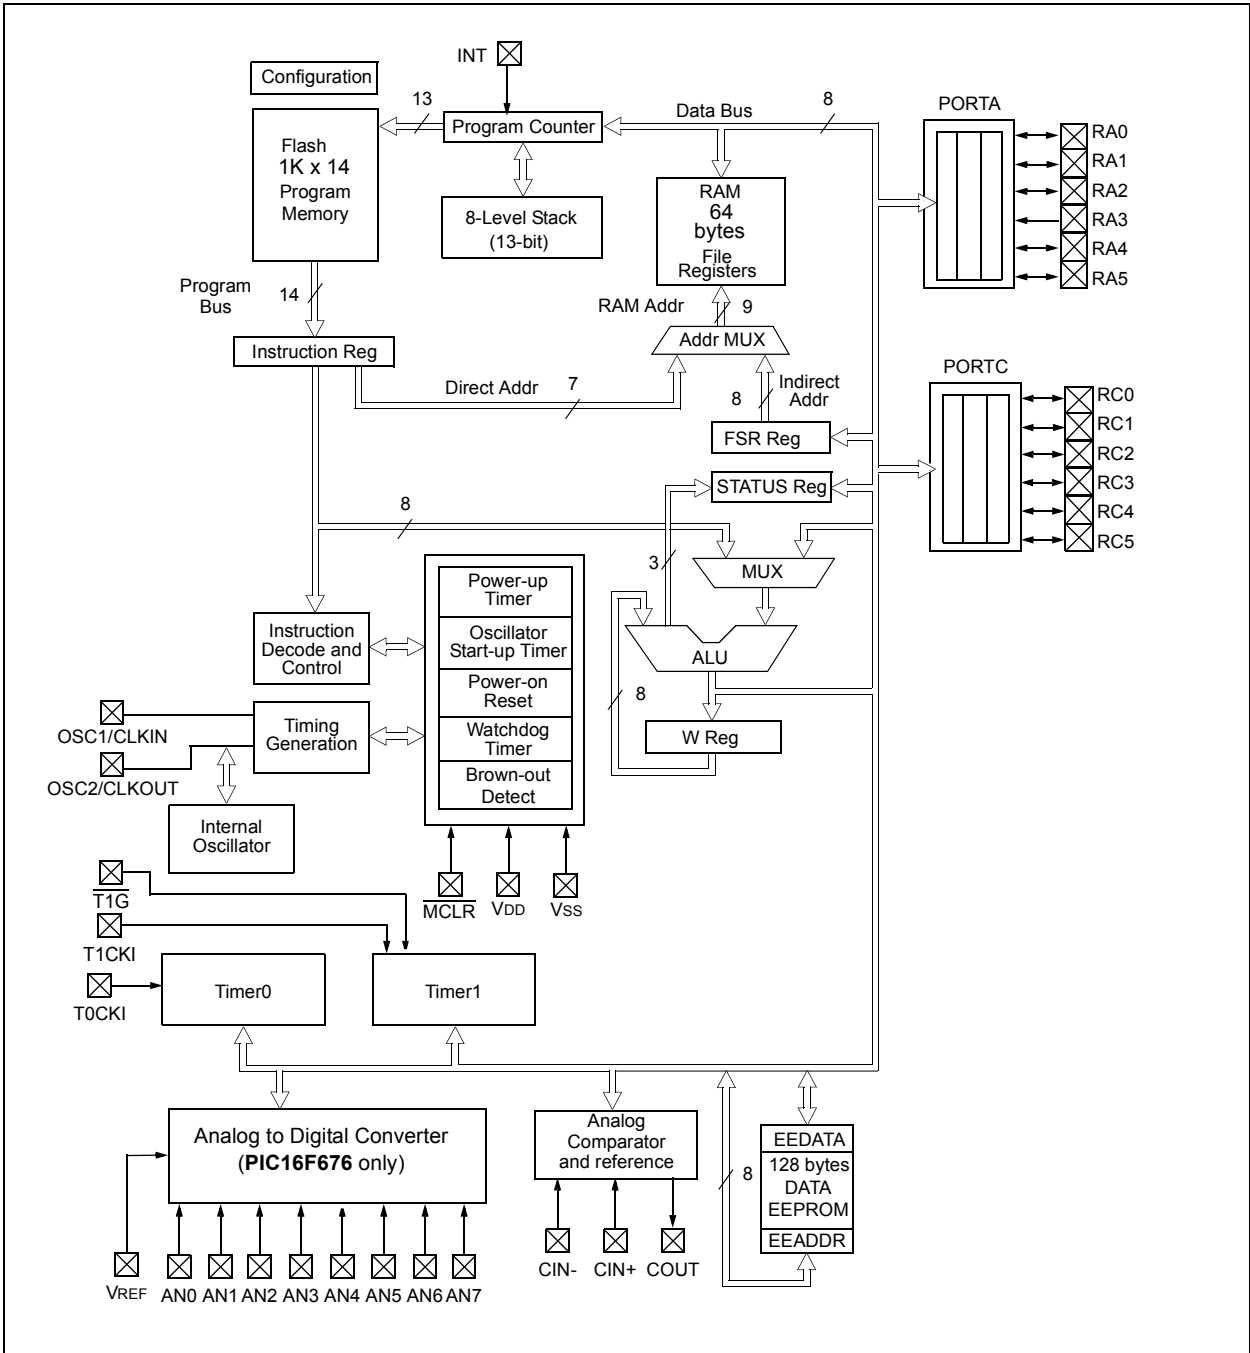 INT
Configuration
13
Program Counter
Data Bus
8
PORTA
Flash
1K x 14
Program
Memory
8-Level Stack
(13-bit)
RAM
64
bytes
File
Registers
RA0
RA1
RA2
RA3
RA4
RA5
Program
Bus
14
RAM Addr
9
Addr MUX
Instruction Reg
Direct Addr
7
8
Indirect
Addr
FSR Reg
STATUS Reg
PORTC
RC0
RC1
RC2
RC3
RC4
RC5
8
3
MUX
Power-up
Timer
Oscillator
Start-up Timer
Power-on
Reset
Watchdog
Timer
Brown-out
Detect
Instruction
Decode and
Control
ALU
8
W Reg
OSC1/CLKIN
Timing
Generation
OSC2/CLKOUT
Internal
Oscillator
T1G
MCLR
VDD
VSS
T1CKI
T0CKI
Timer0
Timer1
Analog to Digital Converter
(PIC16F676 only)
Analog
Comparator
and reference
EEDATA
128 bytes
DATA
EEPROM
EEADDR
8
VREF
AN0 AN1 AN2 AN3 AN4 AN5 AN6 AN7
CIN- CIN+ COUT